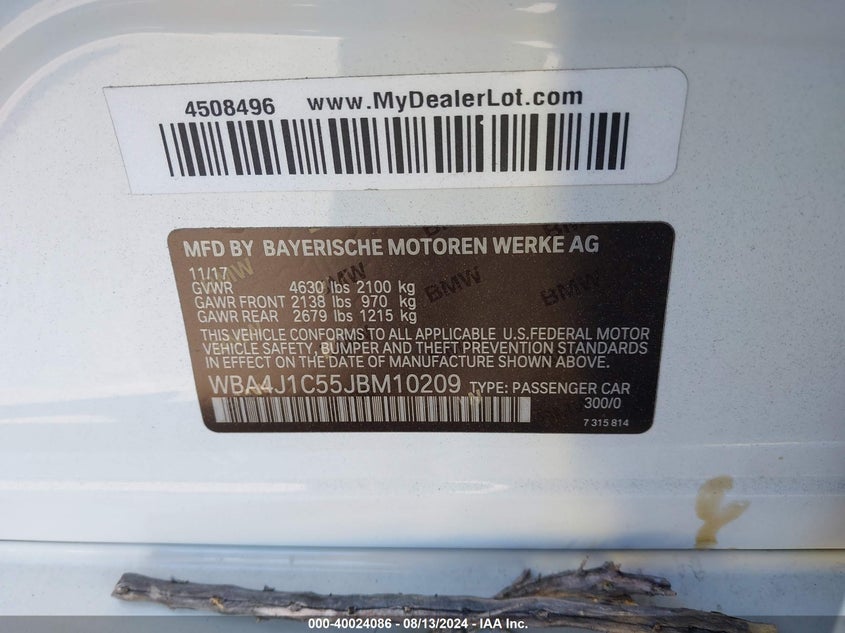 4508496 www.MyDealerLot.com
MFD BY BAYERISCHE MOTOREN WERKE AG
11/17
GVWR 4630 lbs 2100 kg
GAWR FRONT 2138 lbs 970 kg
GAWR REAR 2679 lbs 1215 kg
THIS VEHICLE CONFORMS TO ALL APPLICABLE U.S.FEDERAL MOTOR
VEHICLE SAFETY, BUMPER AND THEFT PREVENTION STANDARDS
IN EFFECT ON THE DATE OF MANUFACTURE SHOWN ABOVE.
WBA4J1C55JBM10209 TYPE: PASSENGER CAR
300/0
7 315 814
BMW
BMW
BMW
000-40024086 - 08/13/2024 - IAA Inc.